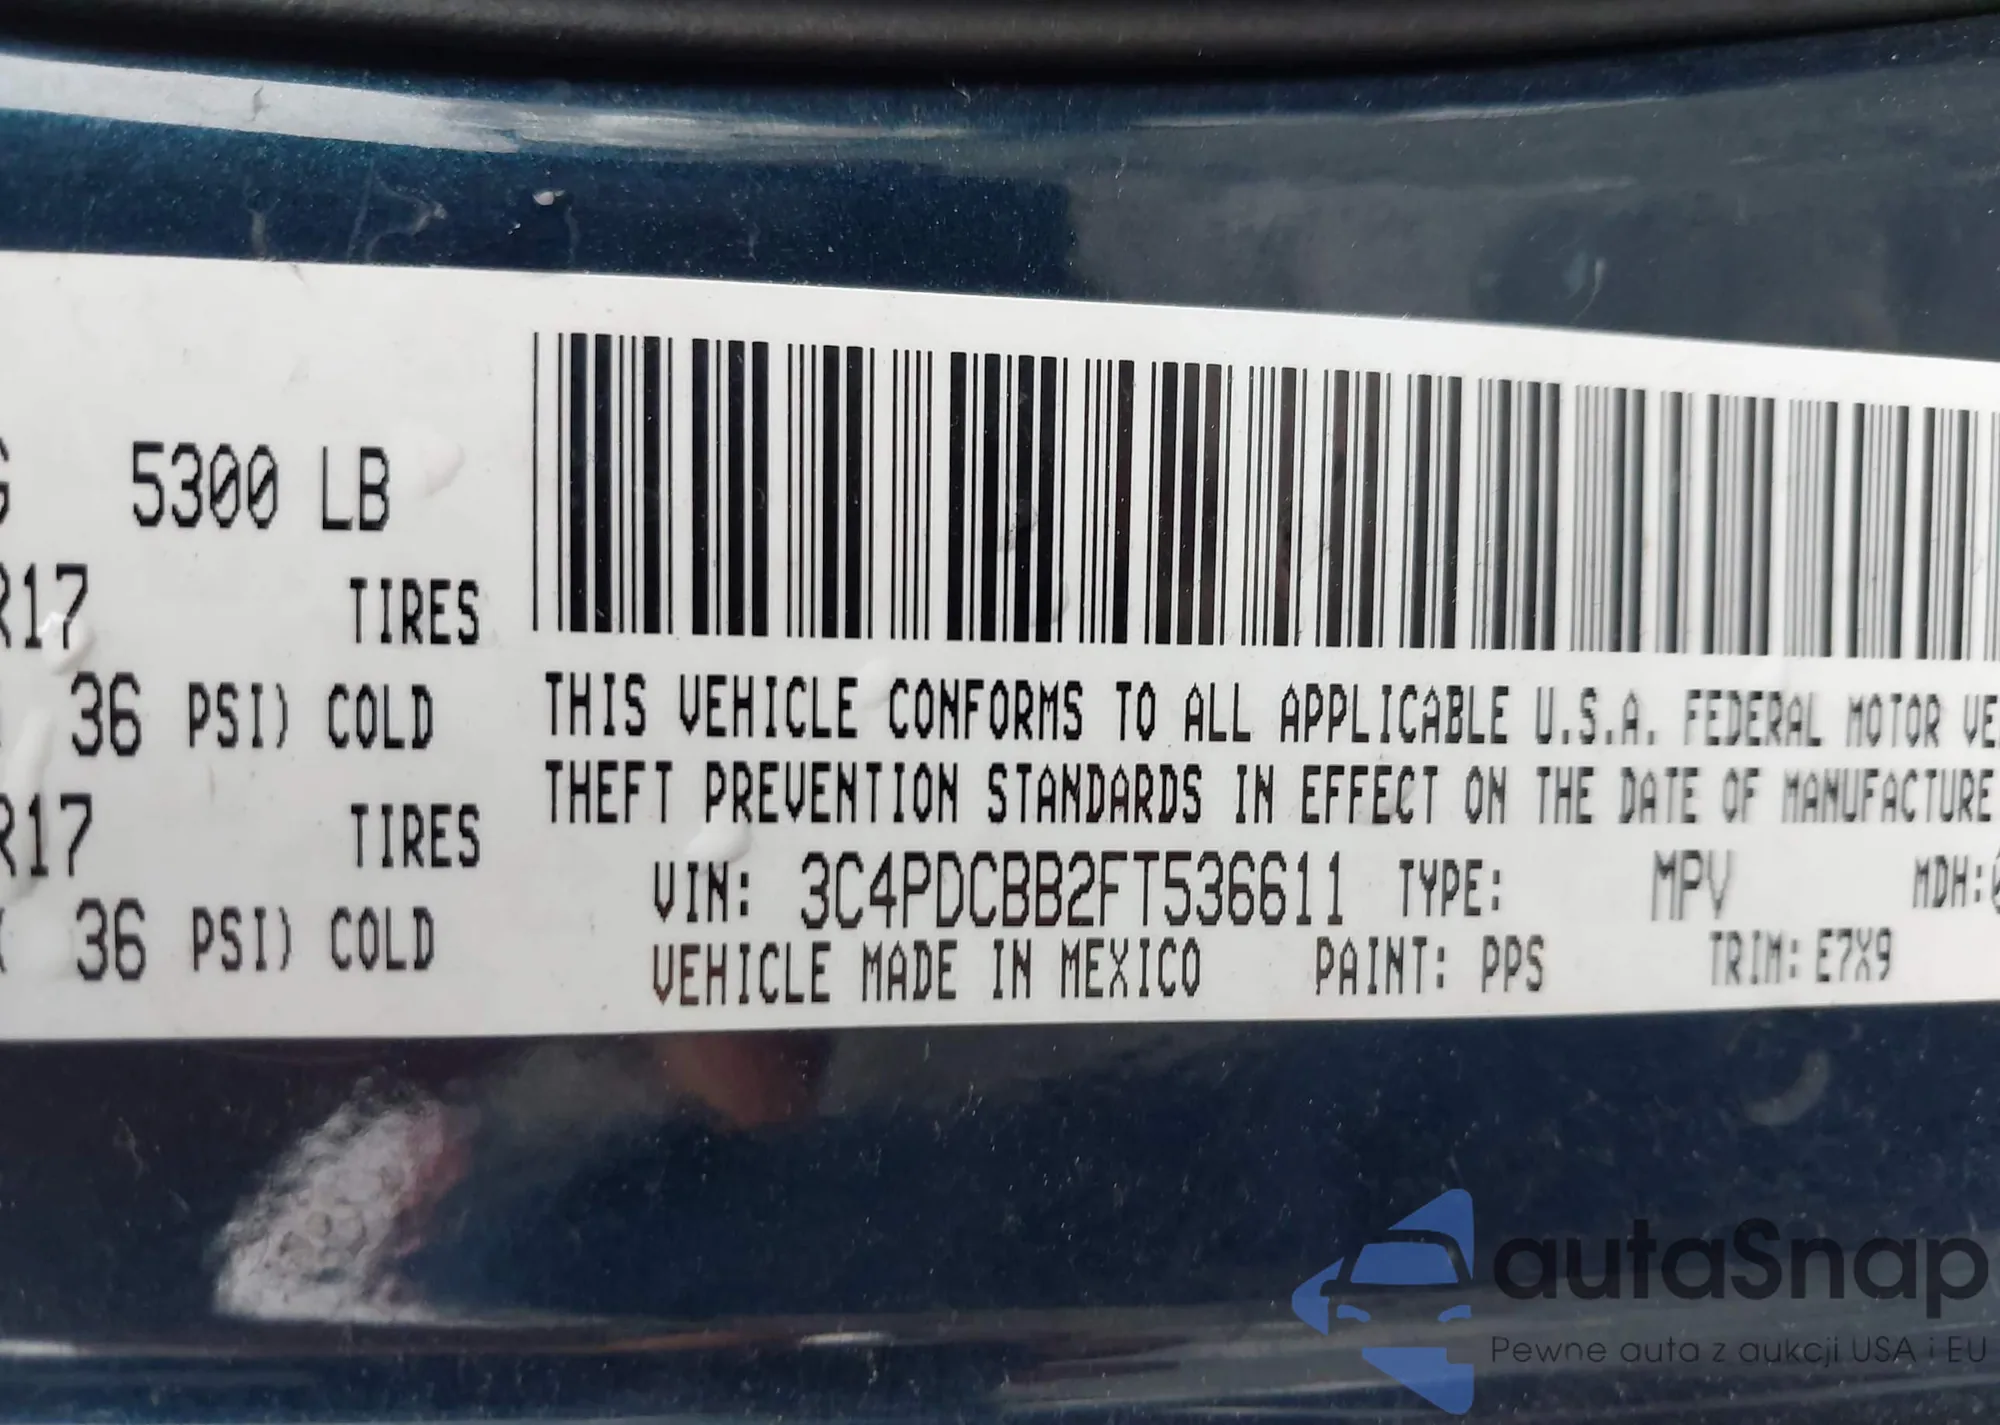 5300 LB
R17 TIRES
36 PSI) COLD
R17 TIRES
36 PSI) COLD
THIS VEHICLE CONFORMS TO ALL APPLICABLE U.S.A. FEDERAL MOTOR VE
THEFT PREVENTION STANDARDS IN EFFECT ON THE DATE OF MANUFACTURE
VIN: 3C4PDCBB2FT536611 TYPE: MPV MDH:
VEHICLE MADE IN MEXICO PAINT: PPS TRIM: E7X9
autaSnap
Pewne auta z aukcji USA i EU